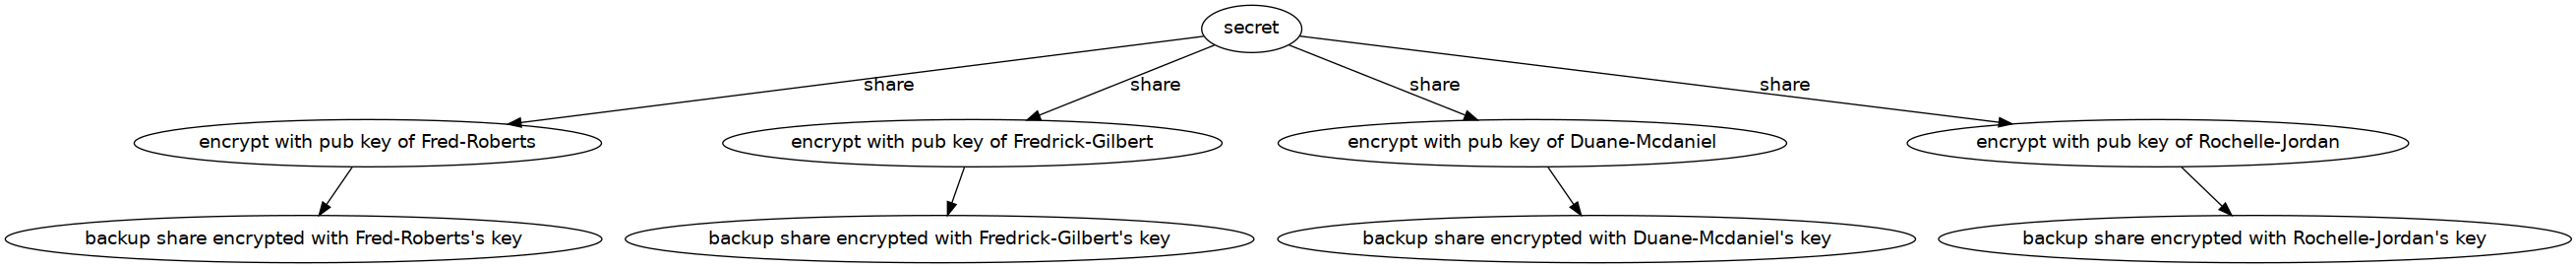 secret
share
share
share
share
encrypt with pub key of Fred-Roberts
encrypt with pub key of Fredrick-Gilbert
encrypt with pub key of Duane-Mcdaniel
encrypt with pub key of Rochelle-Jordan
backup share encrypted with Fred-Roberts's key
backup share encrypted with Fredrick-Gilbert's key
backup share encrypted with Duane-Mcdaniel's key
backup share encrypted with Rochelle-Jordan's key